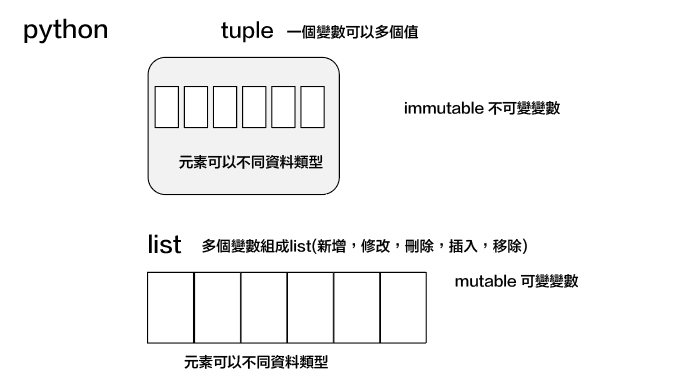 python
tuple 一個變數可以多個值
immutable 不可變變數
元素可以不同資料類型
list 多個變數組成list(新增，修改，刪除，插入，移除)
mutable 可變變數
元素可以不同資料類型